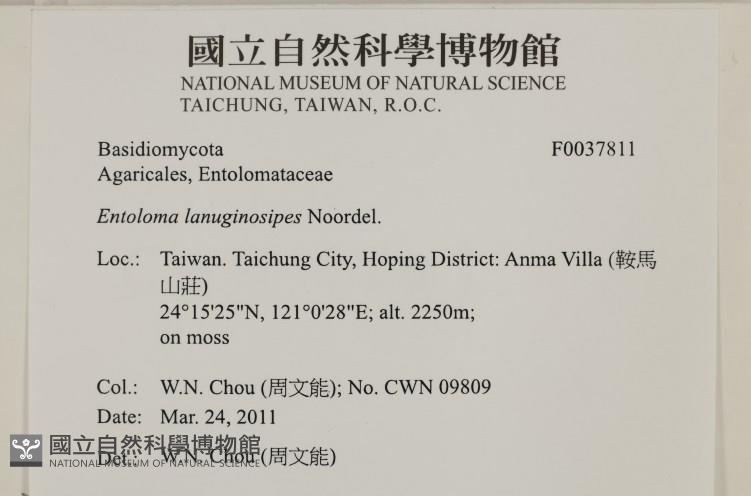 國立自然科學博物館
NATIONAL MUSEUM OF NATURAL SCIENCE
TAICHUNG, TAIWAN, R.O.C.
Basidiomycota F0037811
Agaricales, Entolomataceae
Entoloma lanuginosipes Noordel.
Loc.: Taiwan. Taichung City, Hoping District: Anma Villa (鞍馬
山莊)
24°15'25"N, 121°0'28"E; alt. 2250m;
on moss
Col.: W.N. Chou (周文能); No. CWN 09809
Date: Mar. 24, 2011
Det.: W.N. Chou (周文能)
國立自然科學博物館
NATIONAL MUSEUM OF NATURAL SCIENCE